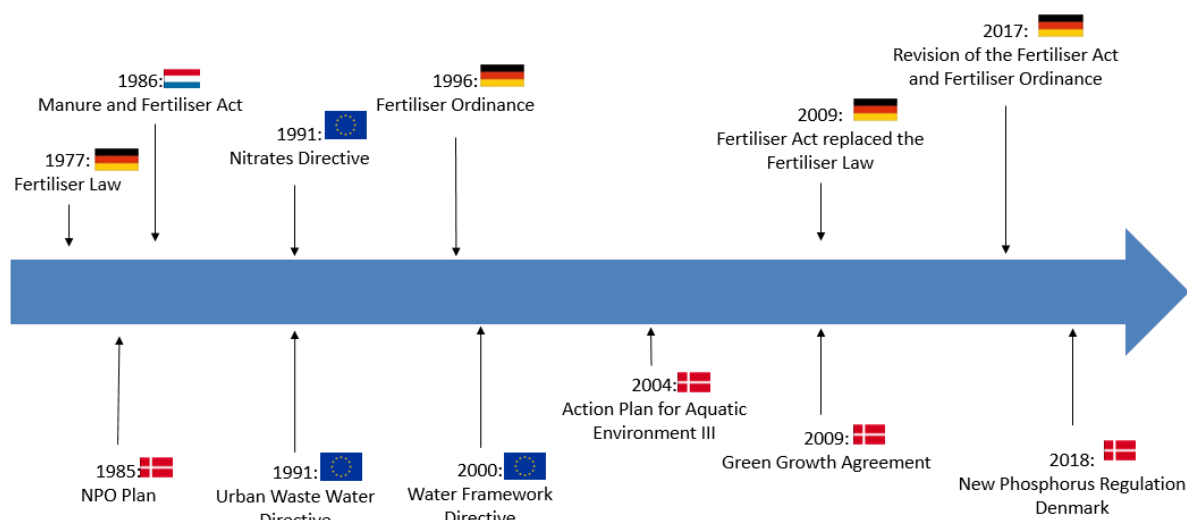 1977:
Fertiliser Law
1986:
Manure and Fertiliser Act
1991:
Nitrates Directive
1996:
Fertiliser Ordinance
2009:
Fertiliser Act replaced the
Fertiliser Law
2017:
Revision of the Fertiliser Act
and Fertiliser Ordinance
1985:
NPO Plan
1991:
Urban Waste Water
Directive
2000:
Water Framework
Directive
2004:
Action Plan for Aquatic
Environment III
2009:
Green Growth Agreement
2018:
New Phosphorus Regulation
Denmark